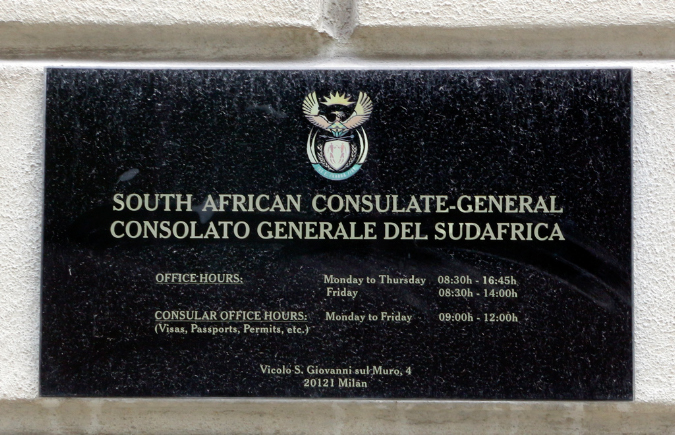 SOUTH AFRICAN CONSULATE-GENERAL
CONSOLATO GENERALE DEL SUDAFRICA
OFFICE HOURS: Monday to Thursday 08:30h - 16:45h
Friday 08:30h - 14:00h
CONSULAR OFFICE HOURS: Monday to Friday 09:00h - 12:00h
(Visas, Passports, Permits, etc.)
Vicolo S. Giovanni sul Muro, 4
20121 Milan